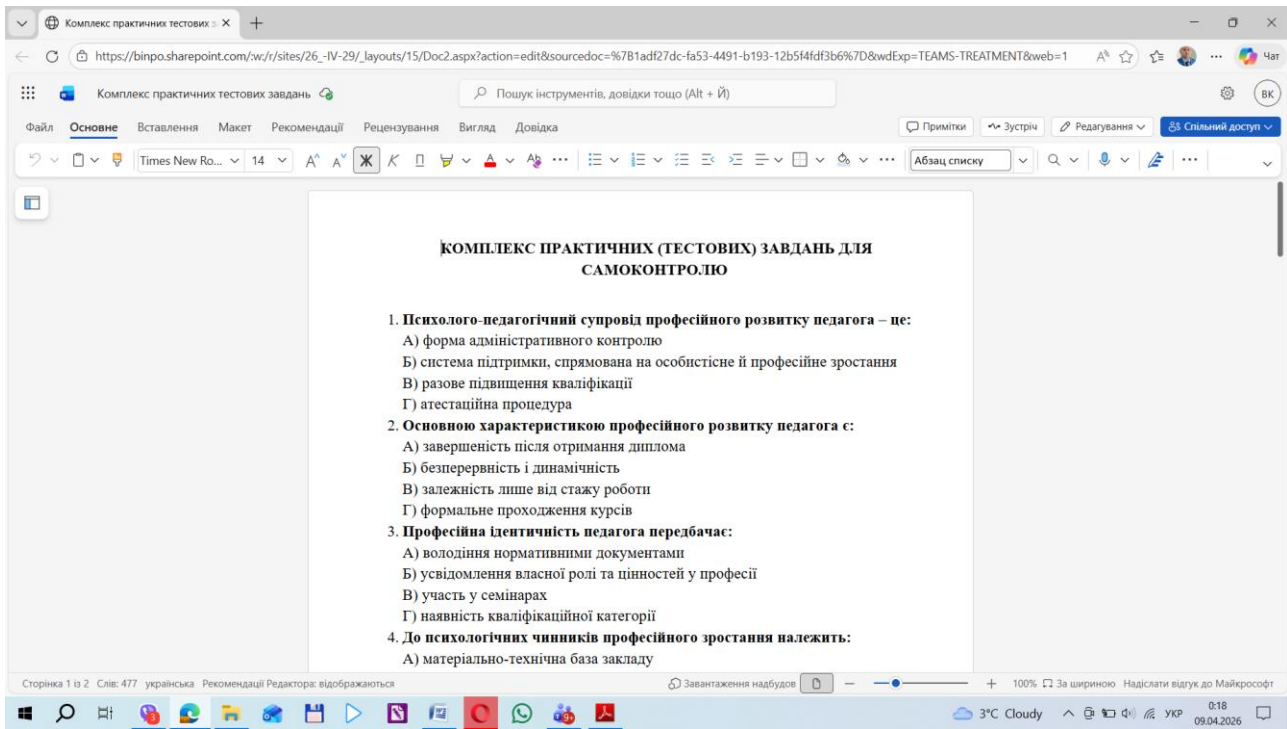 Комплекс практичних тестових з
https://binpo.sharepoint.com/:w:/r/sites/26_-IV-29/_layouts/15/Doc2.aspx?action=edit&sourcedoc=%7B1adf27dc-fa53-4491-b193-12b5f4fdf3b6%7D&wdExp=TEAMS-TREATMENT&web=1
Чат
Комплекс практичних тестових завдань
Пошук інструментів, довідки тощо (Alt + Й)
ВК
Файл Основне Вставлення Макет Рекомендації Рецензування Вигляд Довідка
Примітки Зустріч Редагування Спільний доступ
Times New Ro... 14 Ж К П Абзац списку
КОМПЛЕКС ПРАКТИЧНИХ (ТЕСТОВИХ) ЗАВДАНЬ ДЛЯ
САМОКОНТРОЛЮ
1. Психолого-педагогічний супровід професійного розвитку педагога – це:
А) форма адміністративного контролю
Б) система підтримки, спрямована на особистісне й професійне зростання
В) разове підвищення кваліфікації
Г) атестаційна процедура
2. Основною характеристикою професійного розвитку педагога є:
А) завершеність після отримання диплома
Б) безперервність і динамічність
В) залежність лише від стажу роботи
Г) формальне проходження курсів
3. Професійна ідентичність педагога передбачає:
А) володіння нормативними документами
Б) усвідомлення власної ролі та цінностей у професії
В) участь у семінарах
Г) наявність кваліфікаційної категорії
4. До психологічних чинників професійного зростання належить:
А) матеріально-технічна база закладу
Сторінка 1 із 2 Слів: 477 українська Рекомендації Редактора: відображаються Завантаження надбудов 100% За шириною Надіслати відгук до Майкрософт
3°C Cloudy УКР 0:18
09.04.2026